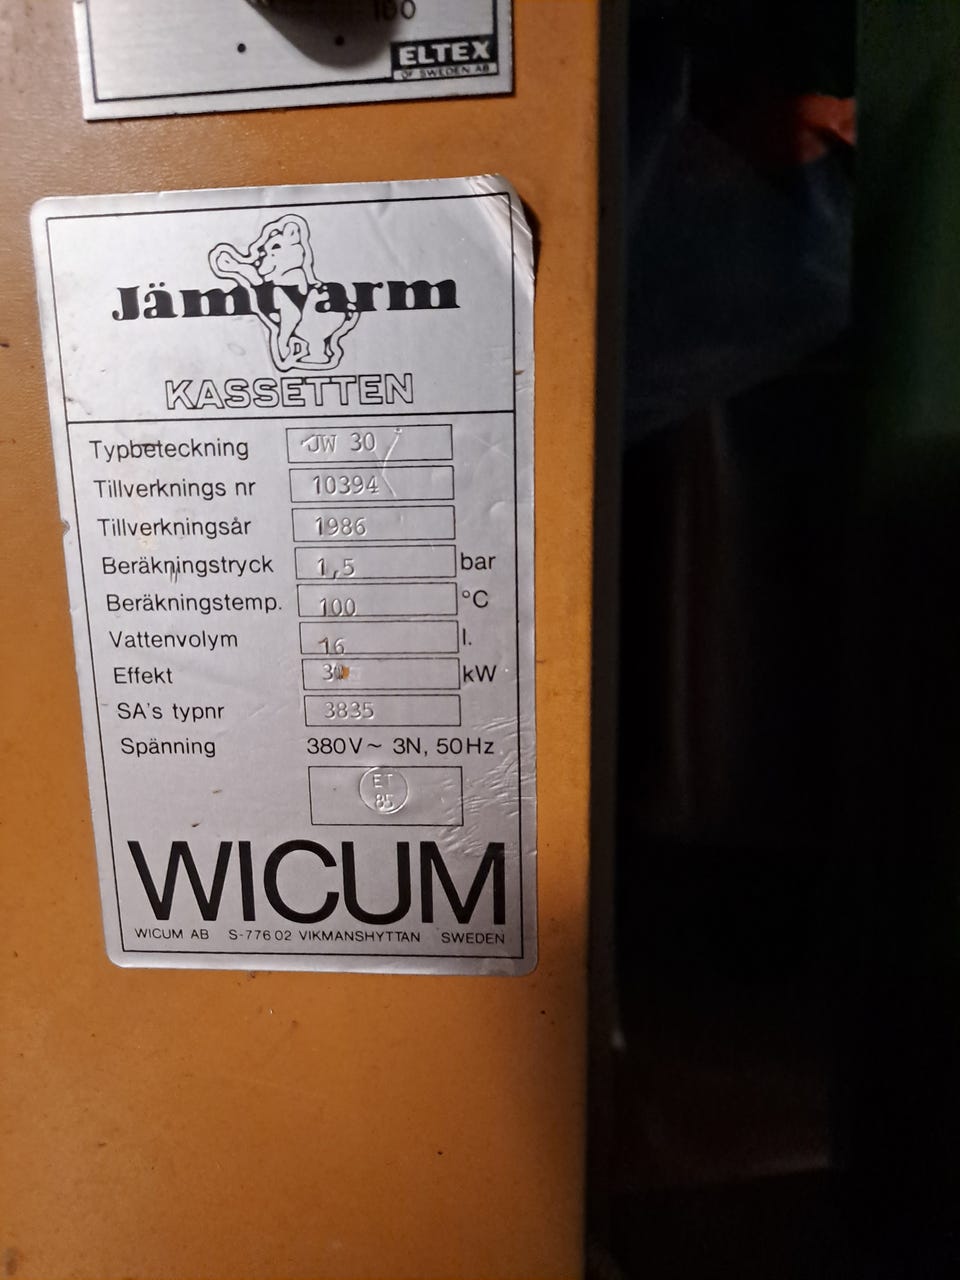 100
ELTEX
OF SWEDEN AB
Jämtvarm
KASSETTEN
Typbeteckning JW 30
Tillverknings nr 10394
Tillverkningsår 1986
Beräkningstryck 1,5 bar
Beräkningstemp. 100 °C
Vattenvolym 16 l.
Effekt 30 kW
SA's typnr 3835
Spänning 380V~ 3N, 50Hz
ET
85
WICUM
WICUM AB S-776 02 VIKMANSHYTTAN SWEDEN